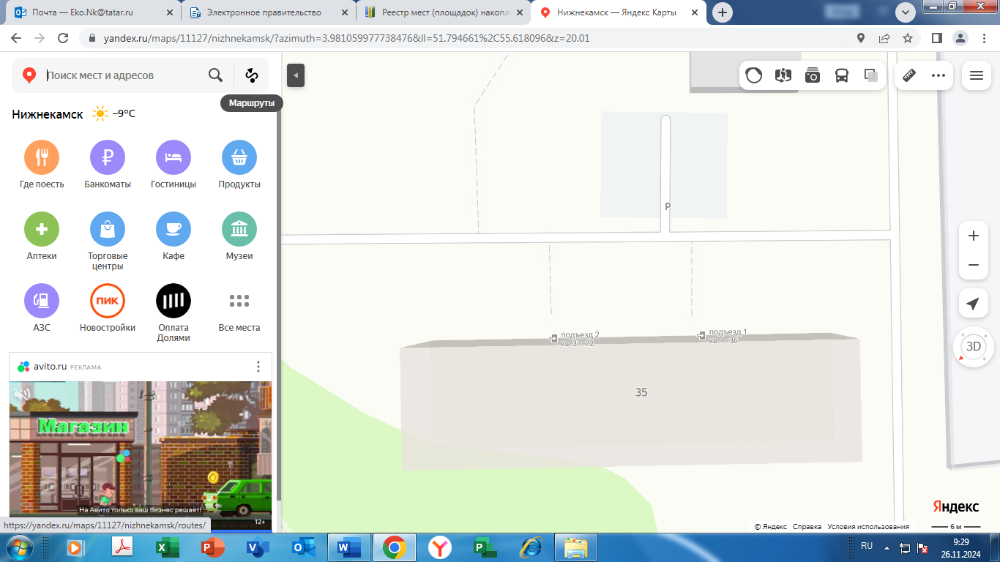 Почта — Eko.Nk@tatar.ru
Электронное правительство
Реестр мест (площадок) накопл
Нижнекамск — Яндекс Карты
yandex.ru/maps/11127/nizhnekamsk/?azimuth=3.981059977738476&ll=51.794661%2C55.618096&z=20.01
Поиск мест и адресов
Маршруты
Нижнекамск
−9°C
Где поесть
Банкоматы
Гостиницы
Продукты
Аптеки
Торговые центры
Кафе
Музеи
АЗС
ПИК
Новостройки
Оплата Долями
Все места
avito.ru РЕКЛАМА
Магазин
На Авито только ваш бизнес решает!
12+
https://yandex.ru/maps/11127/nizhnekamsk/routes/
P
подъезд 2
кв. 37–72
подъезд 1
кв. 1–36
35
3D
Яндекс
© Яндекс Справка Условия использования
6 м
RU
9:29
26.11.2024